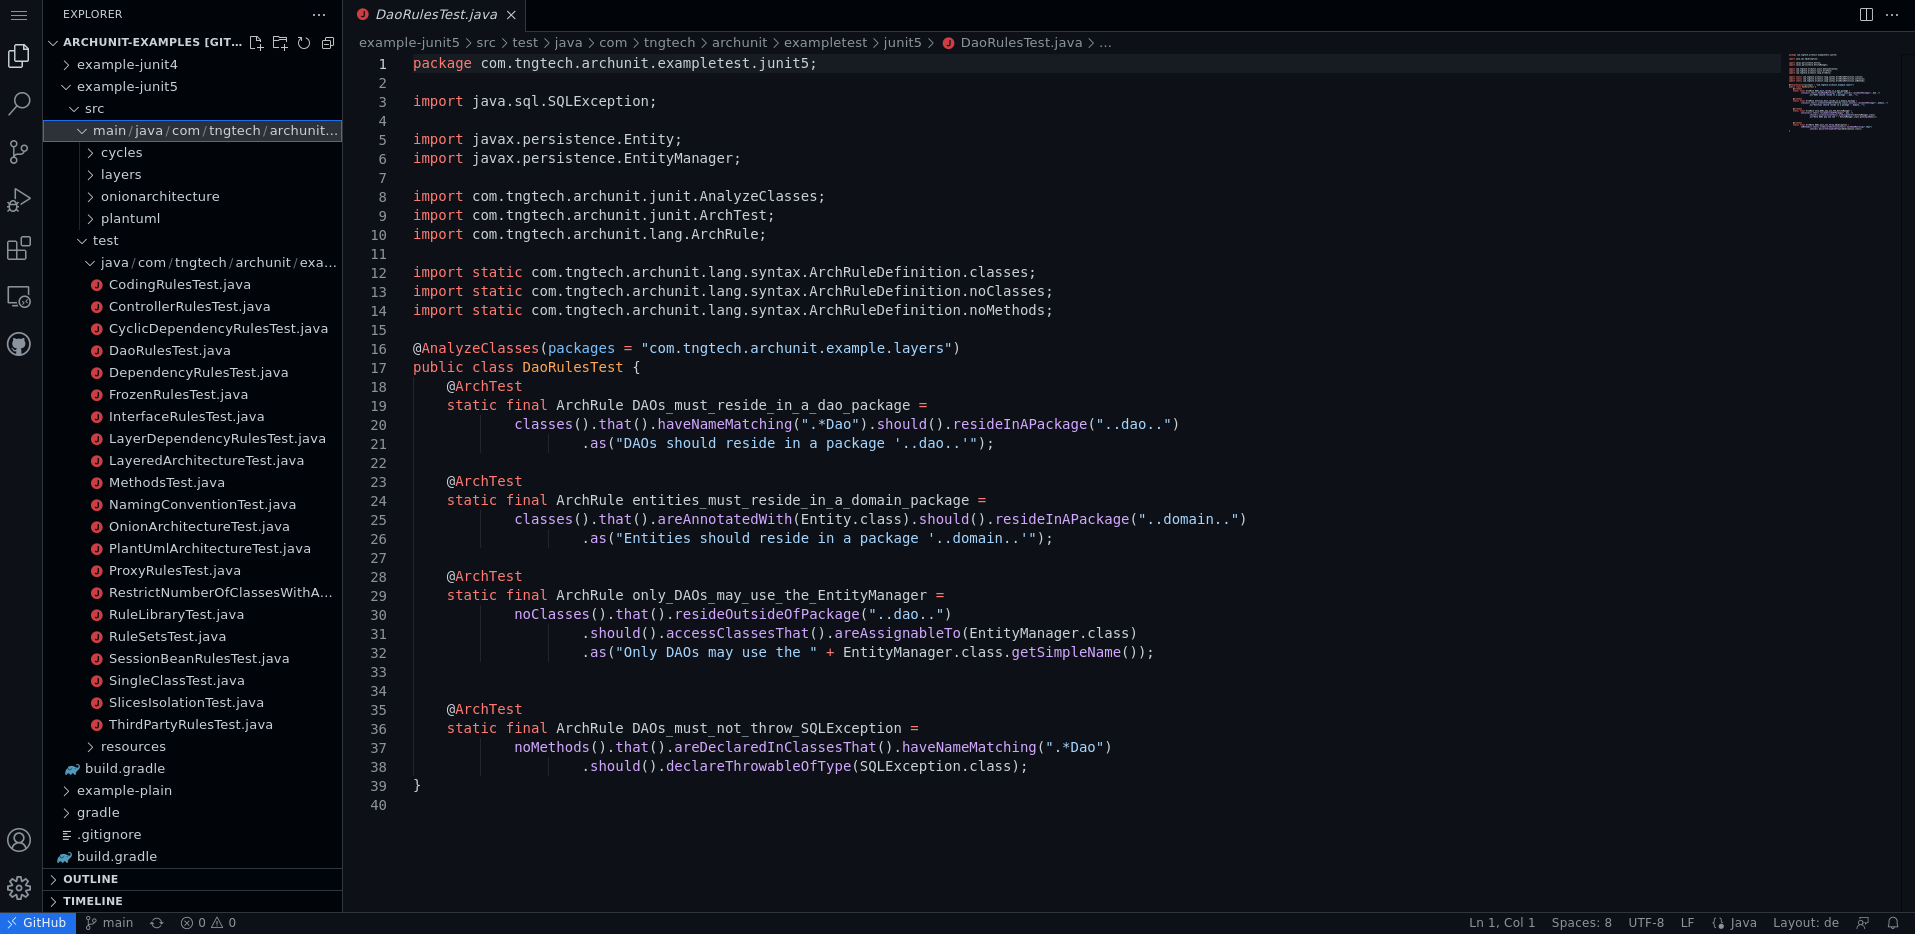 EXPLORER
ARCHUNIT-EXAMPLES [GIT...
example-junit4
example-junit5
src
main/java/com/tngtech/archunit...
cycles
layers
onionarchitecture
plantuml
test
java/com/tngtech/archunit/exa...
CodingRulesTest.java
ControllerRulesTest.java
CyclicDependencyRulesTest.java
DaoRulesTest.java
DependencyRulesTest.java
FrozenRulesTest.java
InterfaceRulesTest.java
LayerDependencyRulesTest.java
LayeredArchitectureTest.java
MethodsTest.java
NamingConventionTest.java
OnionArchitectureTest.java
PlantUmlArchitectureTest.java
ProxyRulesTest.java
RestrictNumberOfClassesWithA...
RuleLibraryTest.java
RuleSetsTest.java
SessionBeanRulesTest.java
SingleClassTest.java
SlicesIsolationTest.java
ThirdPartyRulesTest.java
resources
build.gradle
example-plain
gradle
.gitignore
build.gradle
OUTLINE
TIMELINE
DaoRulesTest.java
example-junit5 > src > test > java > com > tngtech > archunit > exampletest > junit5 > DaoRulesTest.java > ...
1 package com.tngtech.archunit.exampletest.junit5;
2
3 import java.sql.SQLException;
4
5 import javax.persistence.Entity;
6 import javax.persistence.EntityManager;
7
8 import com.tngtech.archunit.junit.AnalyzeClasses;
9 import com.tngtech.archunit.junit.ArchTest;
10 import com.tngtech.archunit.lang.ArchRule;
11
12 import static com.tngtech.archunit.lang.syntax.ArchRuleDefinition.classes;
13 import static com.tngtech.archunit.lang.syntax.ArchRuleDefinition.noClasses;
14 import static com.tngtech.archunit.lang.syntax.ArchRuleDefinition.noMethods;
15
16 @AnalyzeClasses(packages = "com.tngtech.archunit.example.layers")
17 public class DaoRulesTest {
18     @ArchTest
19     static final ArchRule DAOs_must_reside_in_a_dao_package =
20             classes().that().haveNameMatching(".*Dao").should().resideInAPackage("..dao..")
21                     .as("DAOs should reside in a package '..dao..'");
22
23     @ArchTest
24     static final ArchRule entities_must_reside_in_a_domain_package =
25             classes().that().areAnnotatedWith(Entity.class).should().resideInAPackage("..domain..")
26                     .as("Entities should reside in a package '..domain..'");
27
28     @ArchTest
29     static final ArchRule only_DAOs_may_use_the_EntityManager =
30             noClasses().that().resideOutsideOfPackage("..dao..")
31                     .should().accessClassesThat().areAssignableTo(EntityManager.class)
32                     .as("Only DAOs may use the " + EntityManager.class.getSimpleName());
33
34
35     @ArchTest
36     static final ArchRule DAOs_must_not_throw_SQLException =
37             noMethods().that().areDeclaredInClassesThat().haveNameMatching(".*Dao")
38                     .should().declareThrowableOfType(SQLException.class);
39 }
40
GitHub main 0 0 Ln 1, Col 1 Spaces: 8 UTF-8 LF Java Layout: de